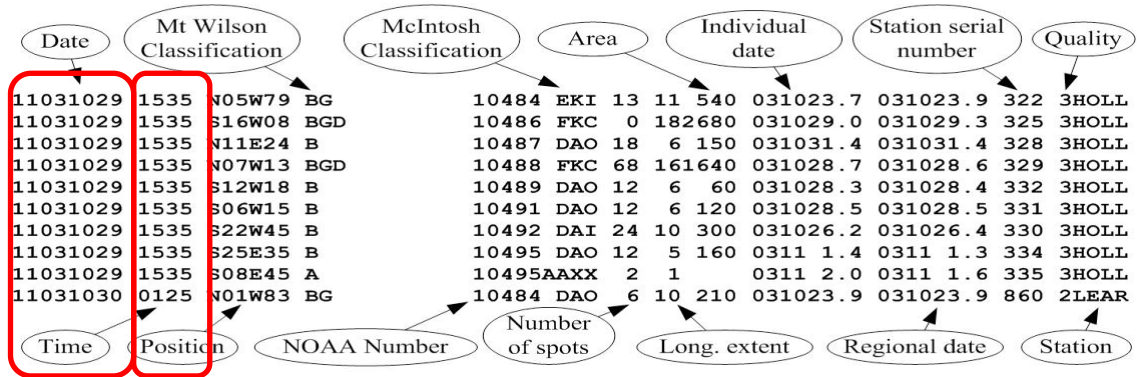 Date
Mt Wilson
Classification
McIntosh
Classification
Area
Individual
date
Station serial
number
Quality
11031029 1535 N05W79 BG 10484 EKI 13 11 540 031023.7 031023.9 322 3HOLL
11031029 1535 S16W08 BGD 10486 FKC 0 182680 031029.0 031029.3 325 3HOLL
11031029 1535 N11E24 B 10487 DAO 18 6 150 031031.4 031031.4 328 3HOLL
11031029 1535 N07W13 BGD 10488 FKC 68 161640 031028.7 031028.6 329 3HOLL
11031029 1535 S12W18 B 10489 DAO 12 6 60 031028.3 031028.4 332 3HOLL
11031029 1535 S06W15 B 10491 DAO 12 6 120 031028.5 031028.5 331 3HOLL
11031029 1535 S22W45 B 10492 DAI 24 10 300 031026.2 031026.4 330 3HOLL
11031029 1535 S25E35 B 10495 DAO 12 5 160 0311 1.4 0311 1.3 334 3HOLL
11031029 1535 S08E45 A 10495AAXX 2 1 0311 2.0 0311 1.6 335 3HOLL
11031030 0125 N01W83 BG 10484 DAO 6 10 210 031023.9 031023.9 860 2LEAR
Time
Position
NOAA Number
Number
of spots
Long. extent
Regional date
Station